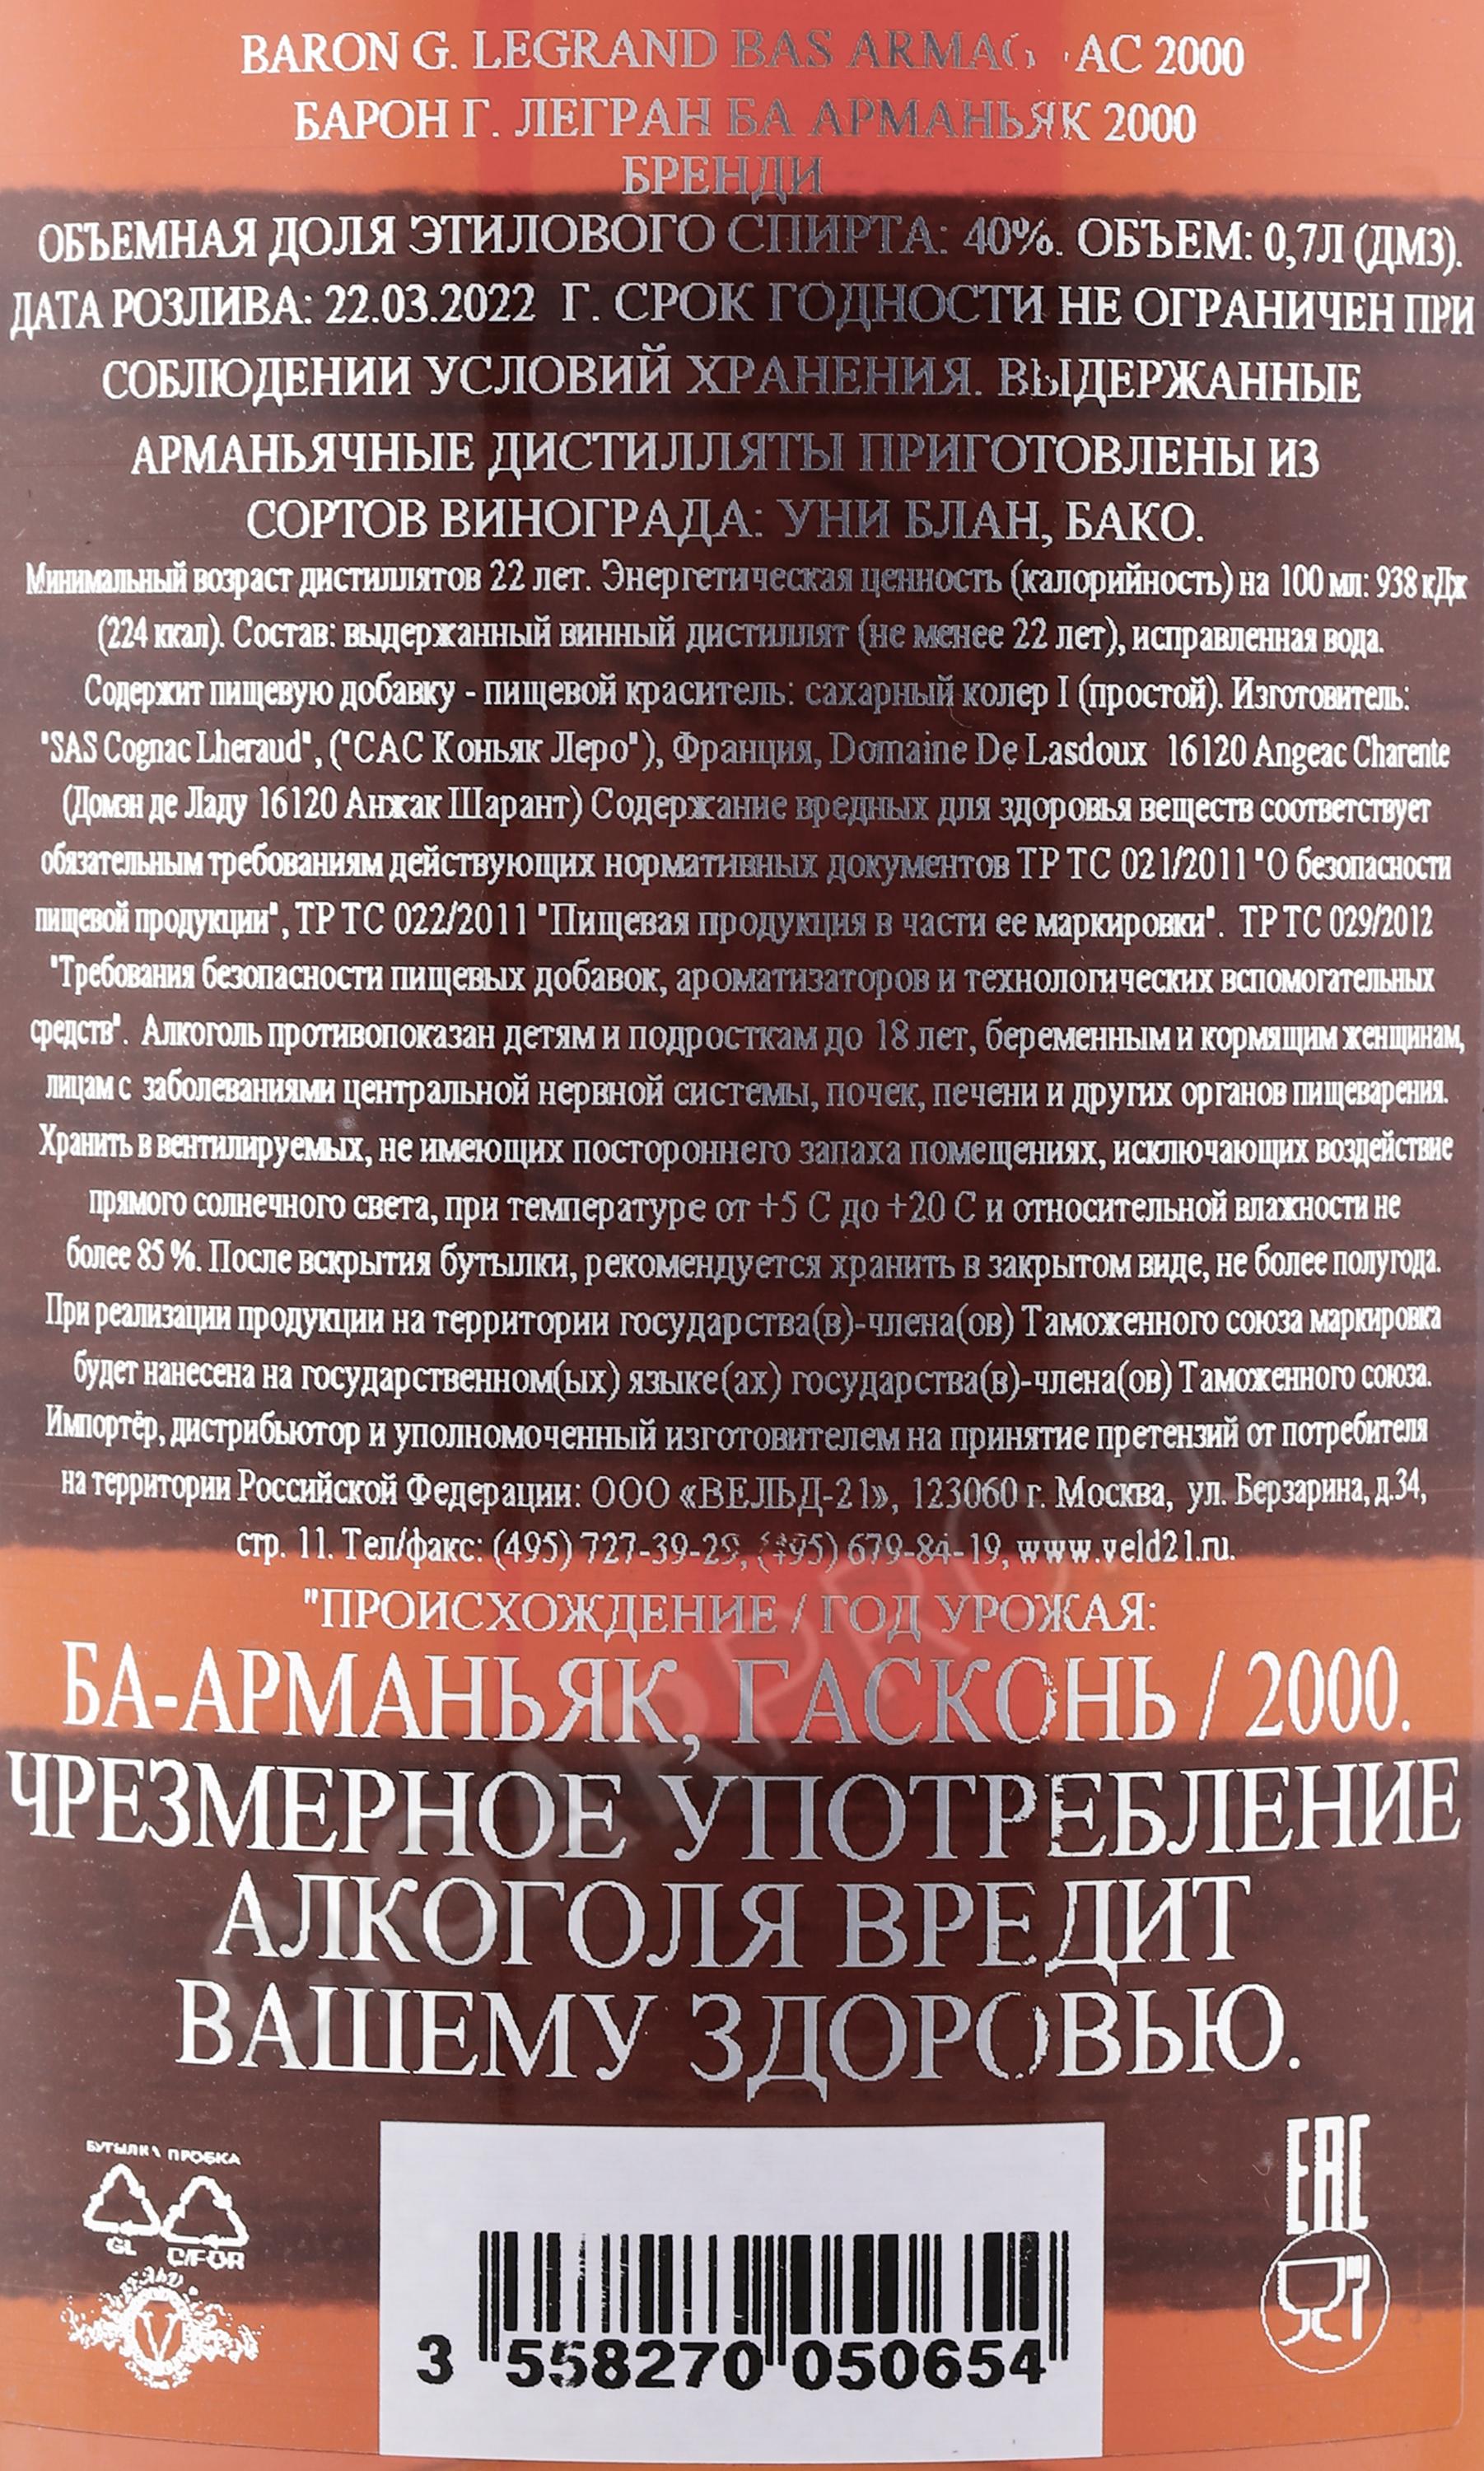 BARON G. LEGRAND BAS ARMAG AC 2000
БАРОН Г. ЛЕГРАН БА АРМАНЬЯК 2000
БРЕНДИ
ОБЪЕМНАЯ ДОЛЯ ЭТИЛОВОГО СПИРТА: 40%. ОБЪЕМ: 0,7Л (ДМ3).
ДАТА РОЗЛИВА: 22.03.2022 Г. СРОК ГОДНОСТИ НЕ ОГРАНИЧЕН ПРИ
СОБЛЮДЕНИИ УСЛОВИЙ ХРАНЕНИЯ. ВЫДЕРЖАННЫЕ
АРМАНЬЯЧНЫЕ ДИСТИЛЛЯТЫ ПРИГОТОВЛЕНЫ ИЗ
СОРТОВ ВИНОГРАДА: УНИ БЛАН, БАКО.
Минимальный возраст дистиллятов 22 лет. Энергетическая ценность (калорийность) на 100 мл: 938 кДж
(224 ккал). Состав: выдержанный винный дистиллят (не менее 22 лет), исправленная вода.
Содержит пищевую добавку - пищевой краситель: сахарный колер I (простой). Изготовитель:
"SAS Cognac Lheraud", ("САС Коньяк Леро"), Франция, Domaine De Lasdoux 16120 Angeac Charente
(Домэн де Ладу 16120 Анжак Шарант) Содержание вредных для здоровья веществ соответствует
обязательным требованиям действующих нормативных документов ТР ТС 021/2011 "О безопасности
пищевой продукции", ТР ТС 022/2011 "Пищевая продукция в части ее маркировки". ТР ТС 029/2012
"Требования безопасности пищевых добавок, ароматизаторов и технологических вспомогательных
средств". Алкоголь противопоказан детям и подросткам до 18 лет, беременным и кормящим женщинам,
лицам с заболеваниями центральной нервной системы, почек, печени и других органов пищеварения.
Хранить в вентилируемых, не имеющих постороннего запаха помещениях, исключающих воздействие
прямого солнечного света, при температуре от +5 С до +20 С и относительной влажности не
более 85 %. После вскрытия бутылки, рекомендуется хранить в закрытом виде, не более полугода.
При реализации продукции на территории государства(в)-члена(ов) Таможенного союза маркировка
будет нанесена на государственном(ых) языке(ах) государства(в)-члена(ов) Таможенного союза.
Импортёр, дистрибьютор и уполномоченный изготовителем на принятие претензий от потребителя
на территории Российской Федерации: ООО «ВЕЛЬД-21», 123060 г. Москва, ул. Берзарина, д.34,
стр. 11. Тел/факс: (495) 727-39-29, (495) 679-84-19, www.veld21.ru.
"ПРОИСХОЖДЕНИЕ / ГОД УРОЖАЯ:
БА-АРМАНЬЯК, ГАСКОНЬ / 2000.
ЧРЕЗМЕРНОЕ УПОТРЕБЛЕНИЕ
АЛКОГОЛЯ ВРЕДИТ
ВАШЕМУ ЗДОРОВЬЮ.
БУТЫЛКА ПРОБКА
GL C/FOR
V
EAC
3 558270 050654
CIGARPRO.ru